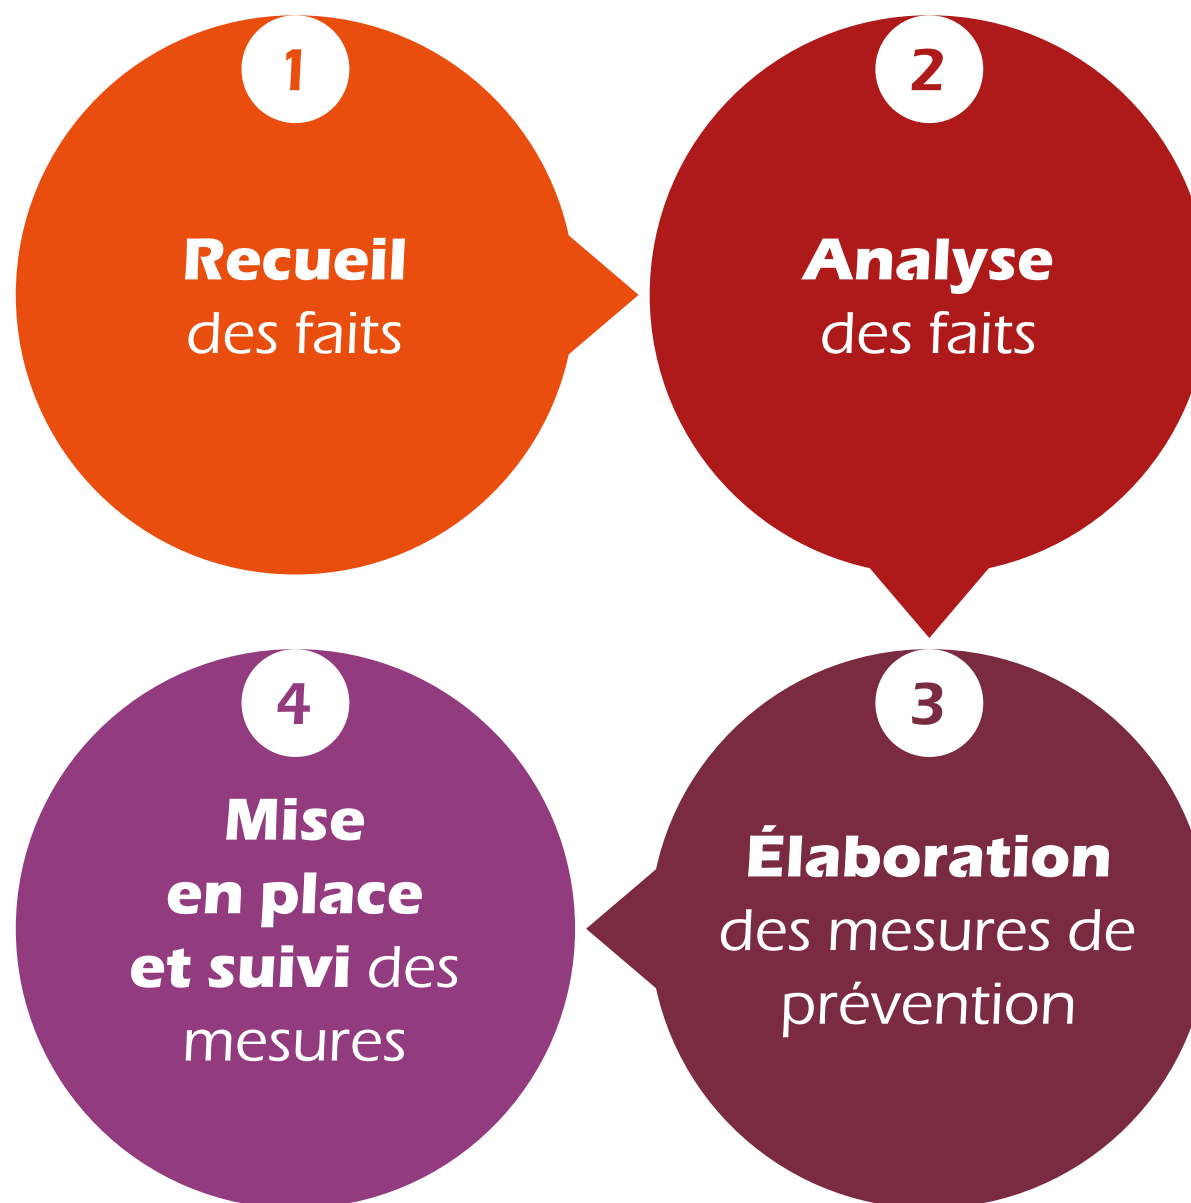 1
Recueil
des faits
2
Analyse
des faits
3
Élaboration
des mesures de
prévention
4
Mise
en place
et suivi des
mesures